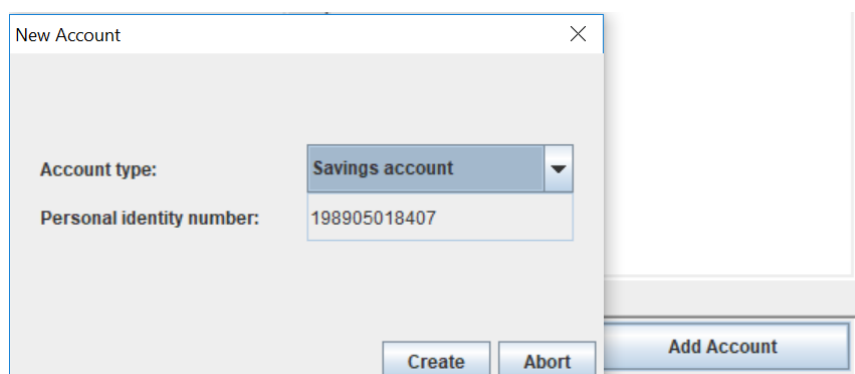 New Account
Account type: Savings account
Personal identity number: 198905018407
Create Abort
Add Account